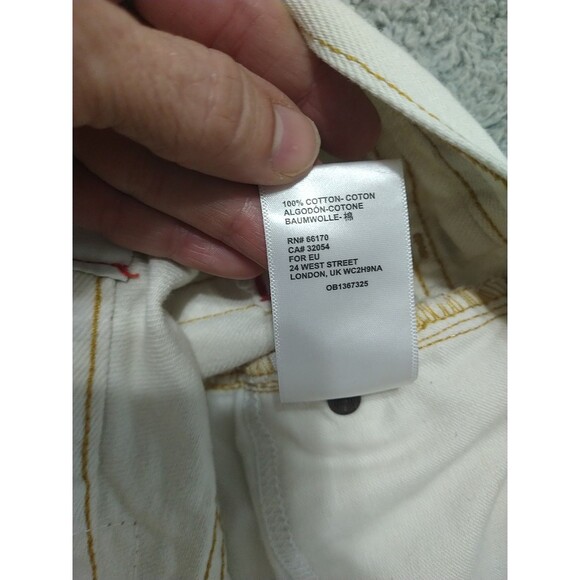 100% COTTON- COTON
ALGODÓN-COTONE
BAUMWOLLE- 棉
RN# 66170
CA# 32054
FOR EU
24 WEST STREET
LONDON, UK WC2H9NA
OB1367325